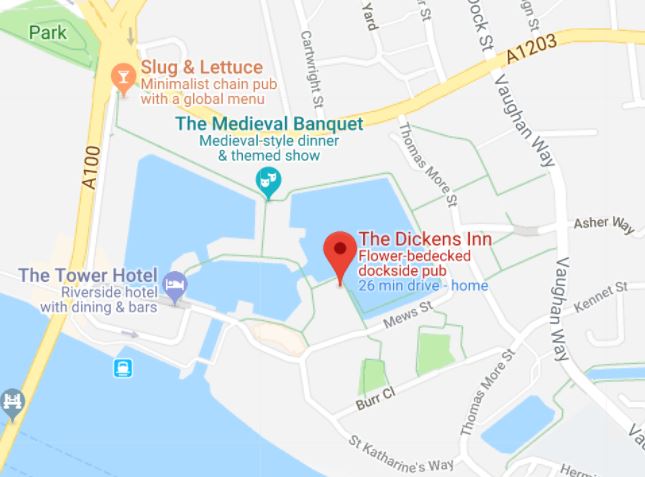 Park
Yard
St
Cartwright St
Dock St
ign St
A1203
Slug & Lettuce
Minimalist chain pub
with a global menu
Vaughan Way
The Medieval Banquet
Medieval-style dinner
& themed show
Thomas More St
A100
The Dickens Inn
Flower-bedecked
dockside pub
26 min drive - home
Asher Way
The Tower Hotel
Riverside hotel
with dining & bars
Vaughan Way
Kennet St
Mews St
Thomas More St
Burr Cl
St Katharine's Way
Hermi